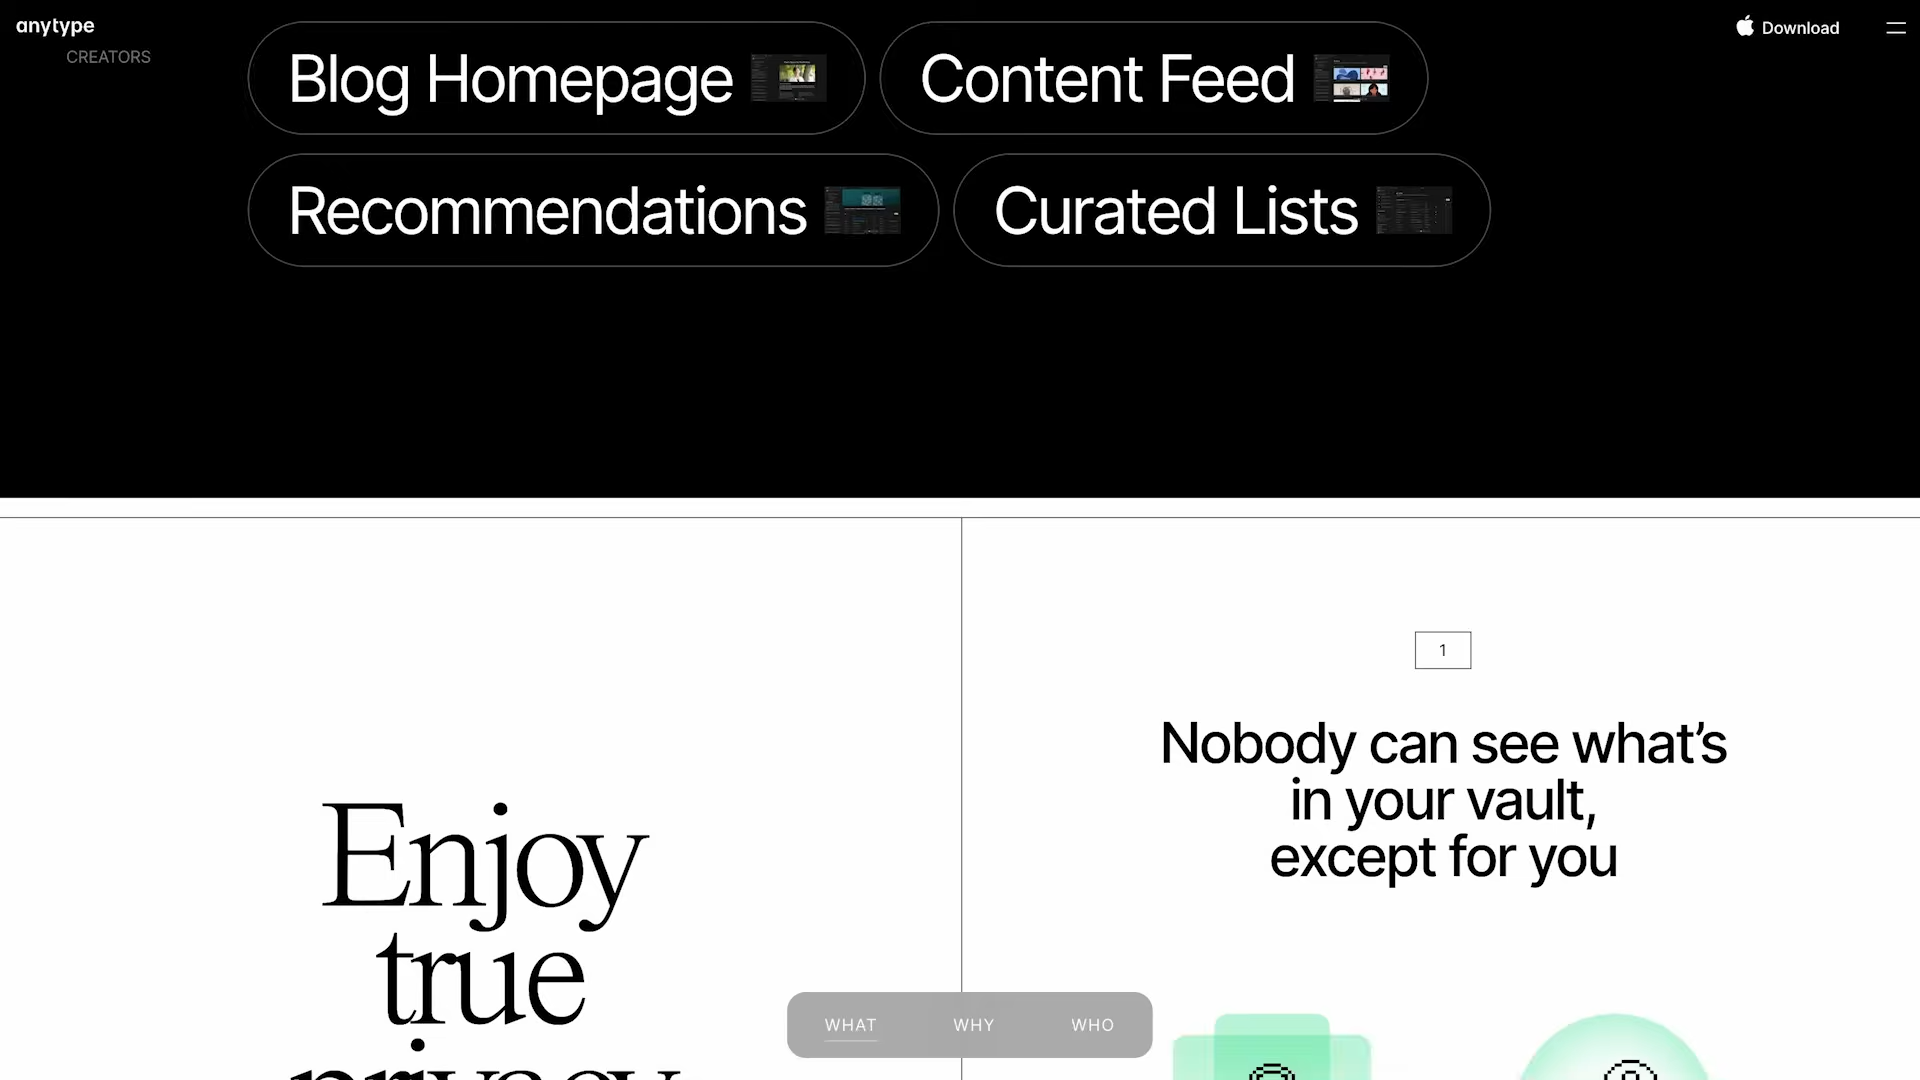 anytype
Download
CREATORS
Blog Homepage
Content Feed
Recommendations
Curated Lists
Enjoy
true
privacy
1
Nobody can see what’s
in your vault,
except for you
WHAT
WHY
WHO